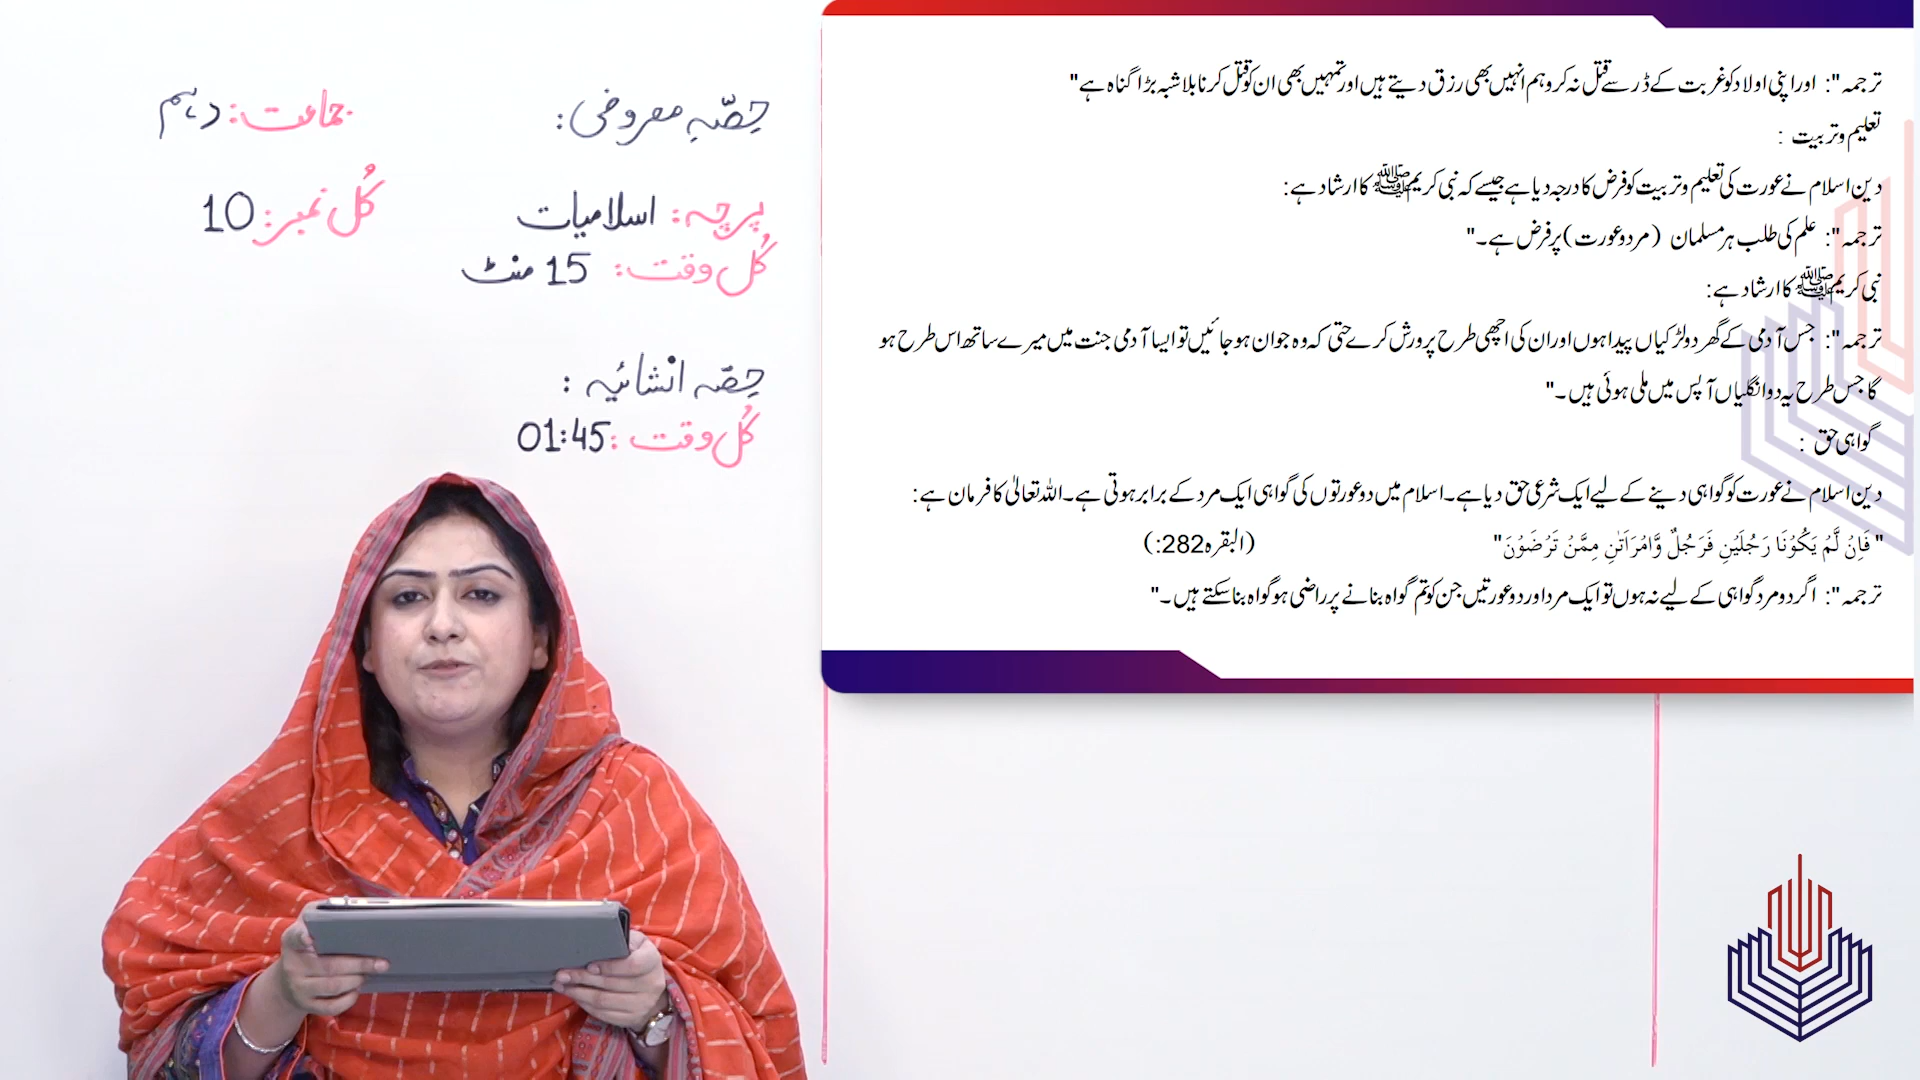 حِصّہِ معروضی:
جماعت: دہم
پرچہ: اسلامیات
کُل نمبر: 10
کُل وقت: 15 منٹ
حِصّہ انشائیہ :
کُل وقت: 01:45
ترجمہ": اور اپنی اولاد کو غربت کے ڈر سے قتل نہ کرو ہم انہیں بھی رزق دیتے ہیں اور تمہیں بھی ان کو قتل کرنا بلا شبہ بڑا گناہ ہے"
تعلیم و تربیت :
دین اسلام نے عورت کی تعلیم و تربیت کو فرض کا درجہ دیا ہے جیسے کہ نبی کریم ﷺ کا ارشاد ہے:
ترجمہ": علم کی طلب ہر مسلمان (مرد و عورت) پر فرض ہے۔"
نبی کریم ﷺ کا ارشاد ہے:
ترجمہ": جس آدمی کے گھر دو لڑکیاں پیدا ہوں اور ان کی اچھی طرح پرورش کرے حتی کہ وہ جوان ہو جائیں تو ایسا آدمی جنت میں میرے ساتھ اس طرح ہو
گا جس طرح یہ دو انگلیاں آپس میں ملی ہوئی ہیں۔"
گواہی حق :
دین اسلام نے عورت کو گواہی دینے کے لیے ایک شرعی حق دیا ہے۔ اسلام میں دو عورتوں کی گواہی ایک مرد کے برابر ہوتی ہے۔ اللہ تعالیٰ کا فرمان ہے:
" فَاِنْ لَّمْ يَكُوْنَا رَجُلَيْنِ فَرَجُلٌ وَّامْرَاَتٰنِ مِمَّنْ تَرْضَوْنَ" (البقرہ282:)
ترجمہ": اگر دو مرد گواہی کے لیے نہ ہوں تو ایک مرد اور دو عورتیں جن کو تم گواہ بنانے پر راضی ہو گواہ بنا سکتے ہیں۔"